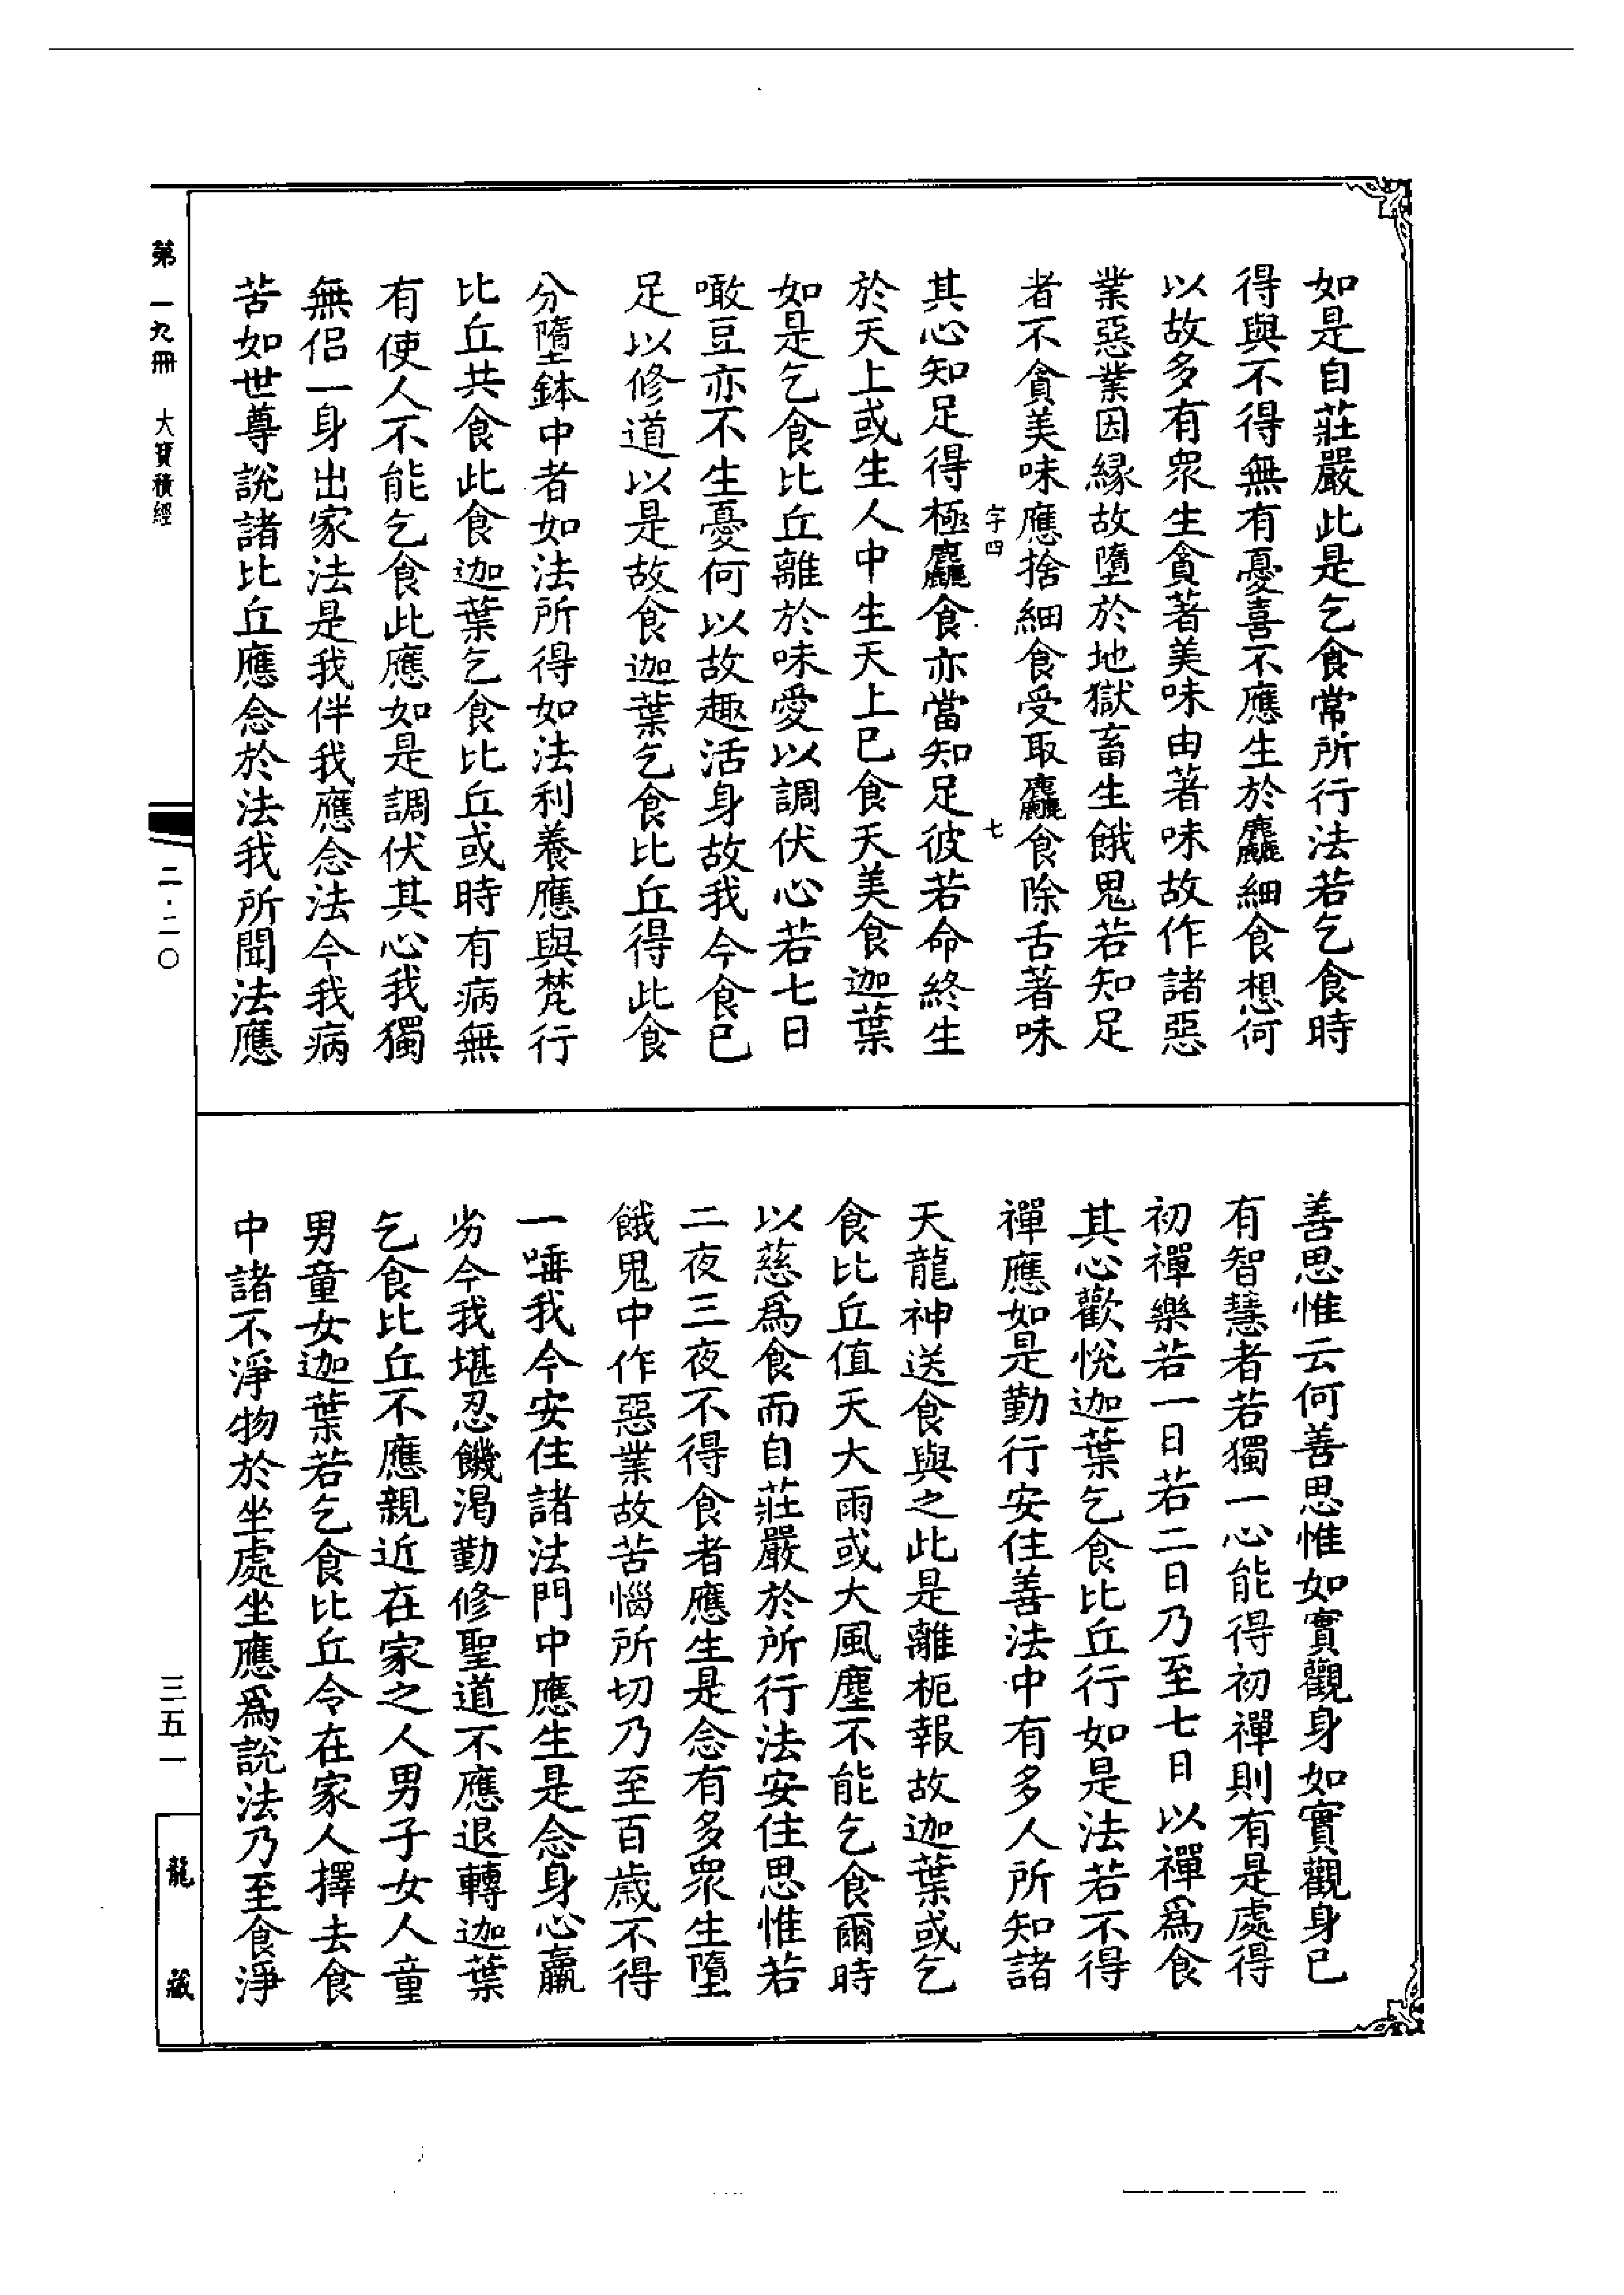 如是自莊嚴此是乞食常所行法若乞食時
得與不得無有憂喜不應生於麤細食想何
以故多有衆生貪著美味由著味故作諸惡
業惡業因緣故墮於地獄畜生餓鬼若知足
者不貪美味應捨細食受取麤食除舌著味
字四 七
其心知足得極麤食亦當知足彼若命終生
於天上或生人中生天上已食天美食迦葉
如是乞食比丘離於味愛以調伏心若七日
噉豆亦不生憂何以故趣活身故我今食已
足以修道以是故食迦葉乞食比丘得此食
分墮鉢中者如法所得如法利養應與梵行
比丘共食此食迦葉乞食比丘或時有病無
有使人不能乞食此應如是調伏其心我獨
無侶一身出家法是我伴我應念法今我病
苦如世尊說諸比丘應念於法我所聞法應
善思惟云何善思惟如實觀身如實觀身已
有智慧者若獨一心能得初禪則有是處得
初禪樂若一日若二日乃至七日以禪爲食
其心歡悅迦葉乞食比丘行如是法若不得
禪應如是勤行安住善法中有多人所知諸
天龍神送食與之此是離枙報故迦葉或乞
食比丘值天大雨或大風塵不能乞食爾時
以慈爲食而自莊嚴於所行法安住思惟若
二夜三夜不得食者應生是念有多衆生墮
餓鬼中作惡業故苦惱所切乃至百歲不得
一唾我今安住諸法門中應生是念身心羸
劣今我堪忍饑渴勤修聖道不應退轉迦葉
乞食比丘不應親近在家之人男子女人童
男童女迦葉若乞食比丘令在家人擇去食
中諸不淨物於坐處坐應爲說法乃至食淨
第一九冊 大寶積經
二·二〇
三五一
龍藏